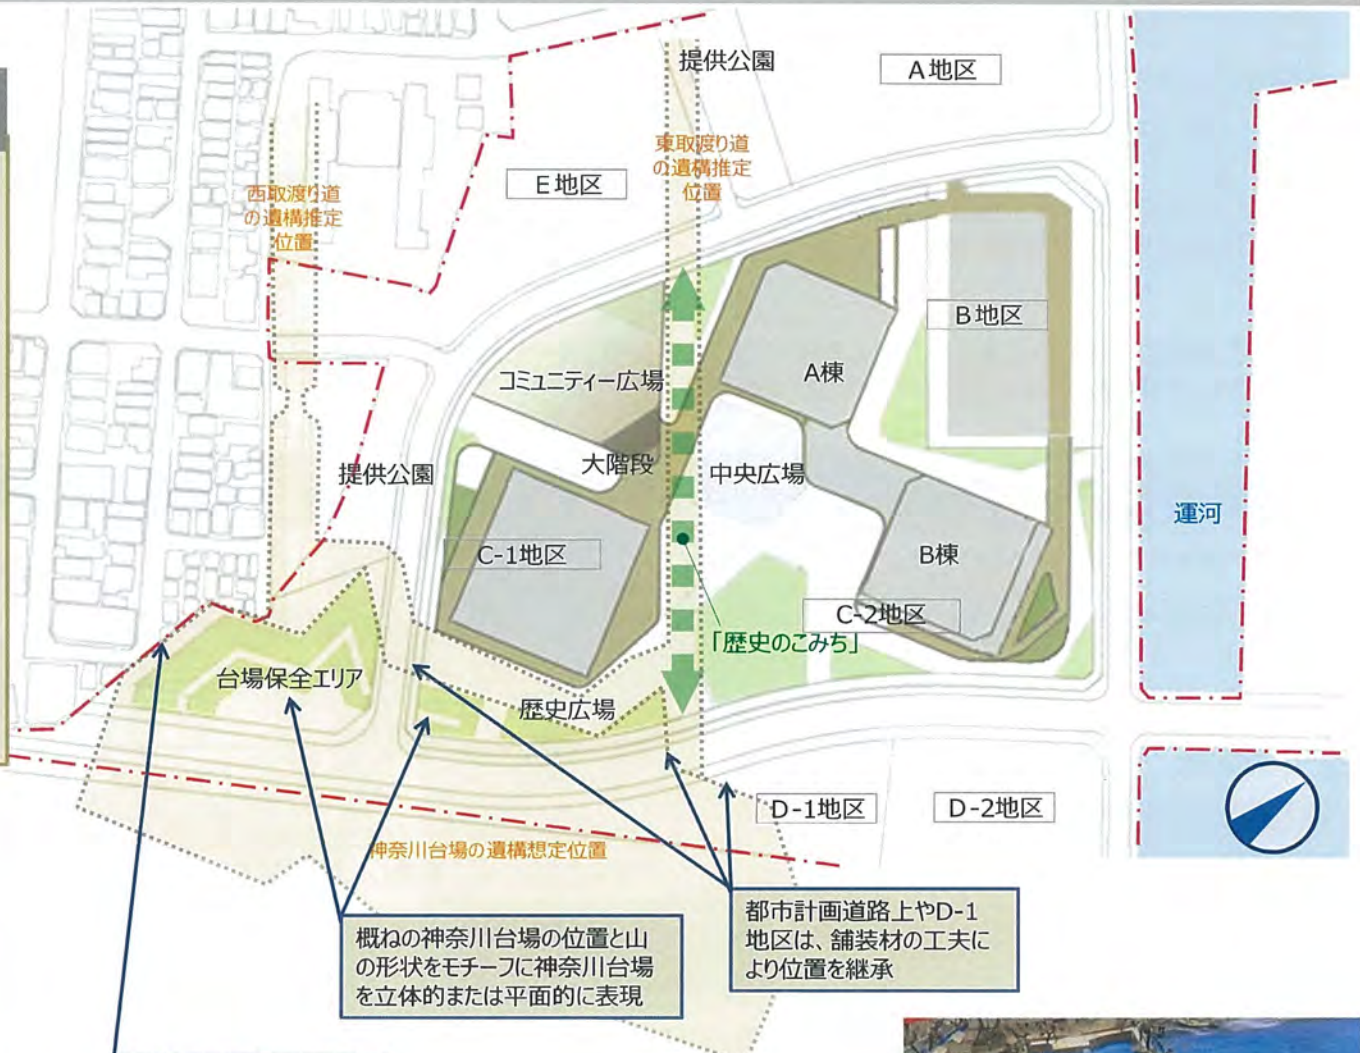 提供公園
A地区
東取渡り道
の遺構推定
位置
E地区
西取渡り道
の遺構推定
位置
B地区
A棟
コミュニティー広場
大階段
中央広場
提供公園
運河
C-1地区
B棟
C-2地区
「歴史のこみち」
台場保全エリア
歴史広場
D-1地区
D-2地区
神奈川台場の遺構想定位置
概ねの神奈川台場の位置と山
の形状をモチーフに神奈川台場
を立体的または平面的に表現
都市計画道路上やD-1
地区は、舗装材の工夫に
より位置を継承